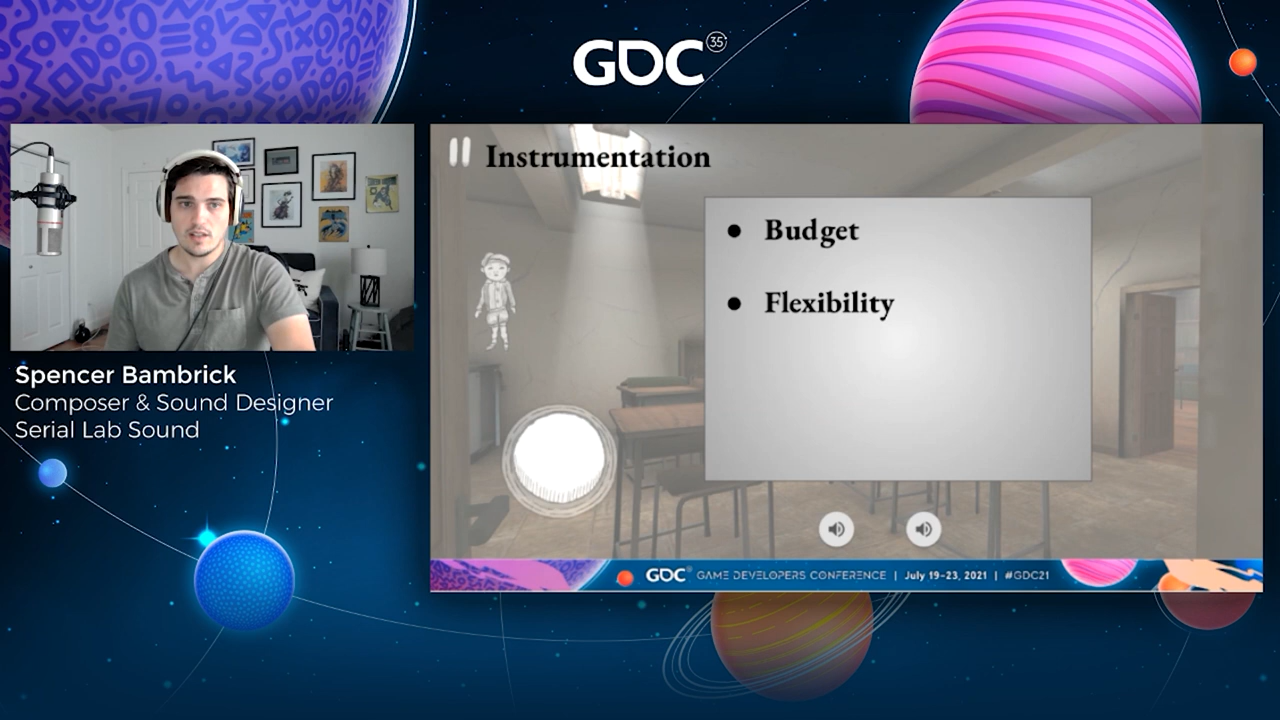 GDC 35
Instrumentation
• Budget
• Flexibility
Spencer Bambrick
Composer & Sound Designer
Serial Lab Sound
GDC GAME DEVELOPERS CONFERENCE | July 19-23, 2021 | #GDC21